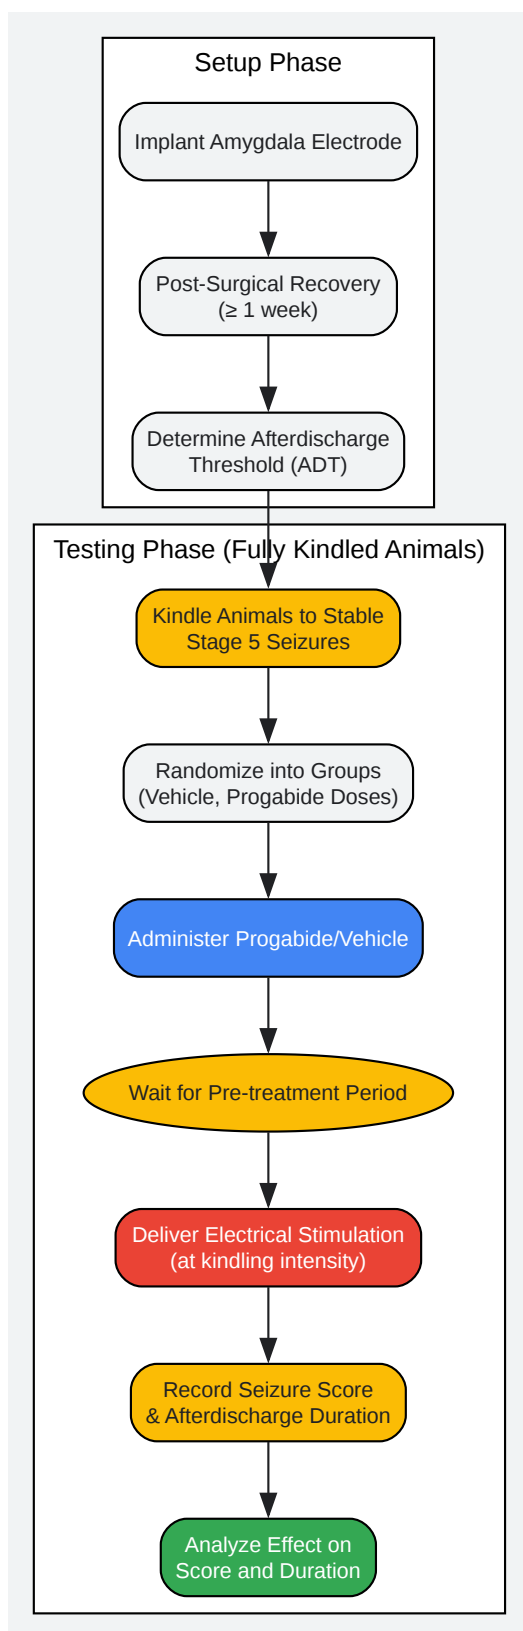 Setup Phase
Implant Amygdala Electrode
Post-Surgical Recovery
(≥ 1 week)
Determine Afterdischarge
Threshold (ADT)
Testing Phase (Fully Kindled Animals)
Kindle Animals to Stable
Stage 5 Seizures
Randomize into Groups
(Vehicle, Progabide Doses)
Administer Progabide/Vehicle
Wait for Pre-treatment Period
Deliver Electrical Stimulation
(at kindling intensity)
Record Seizure Score
& Afterdischarge Duration
Analyze Effect on
Score and Duration